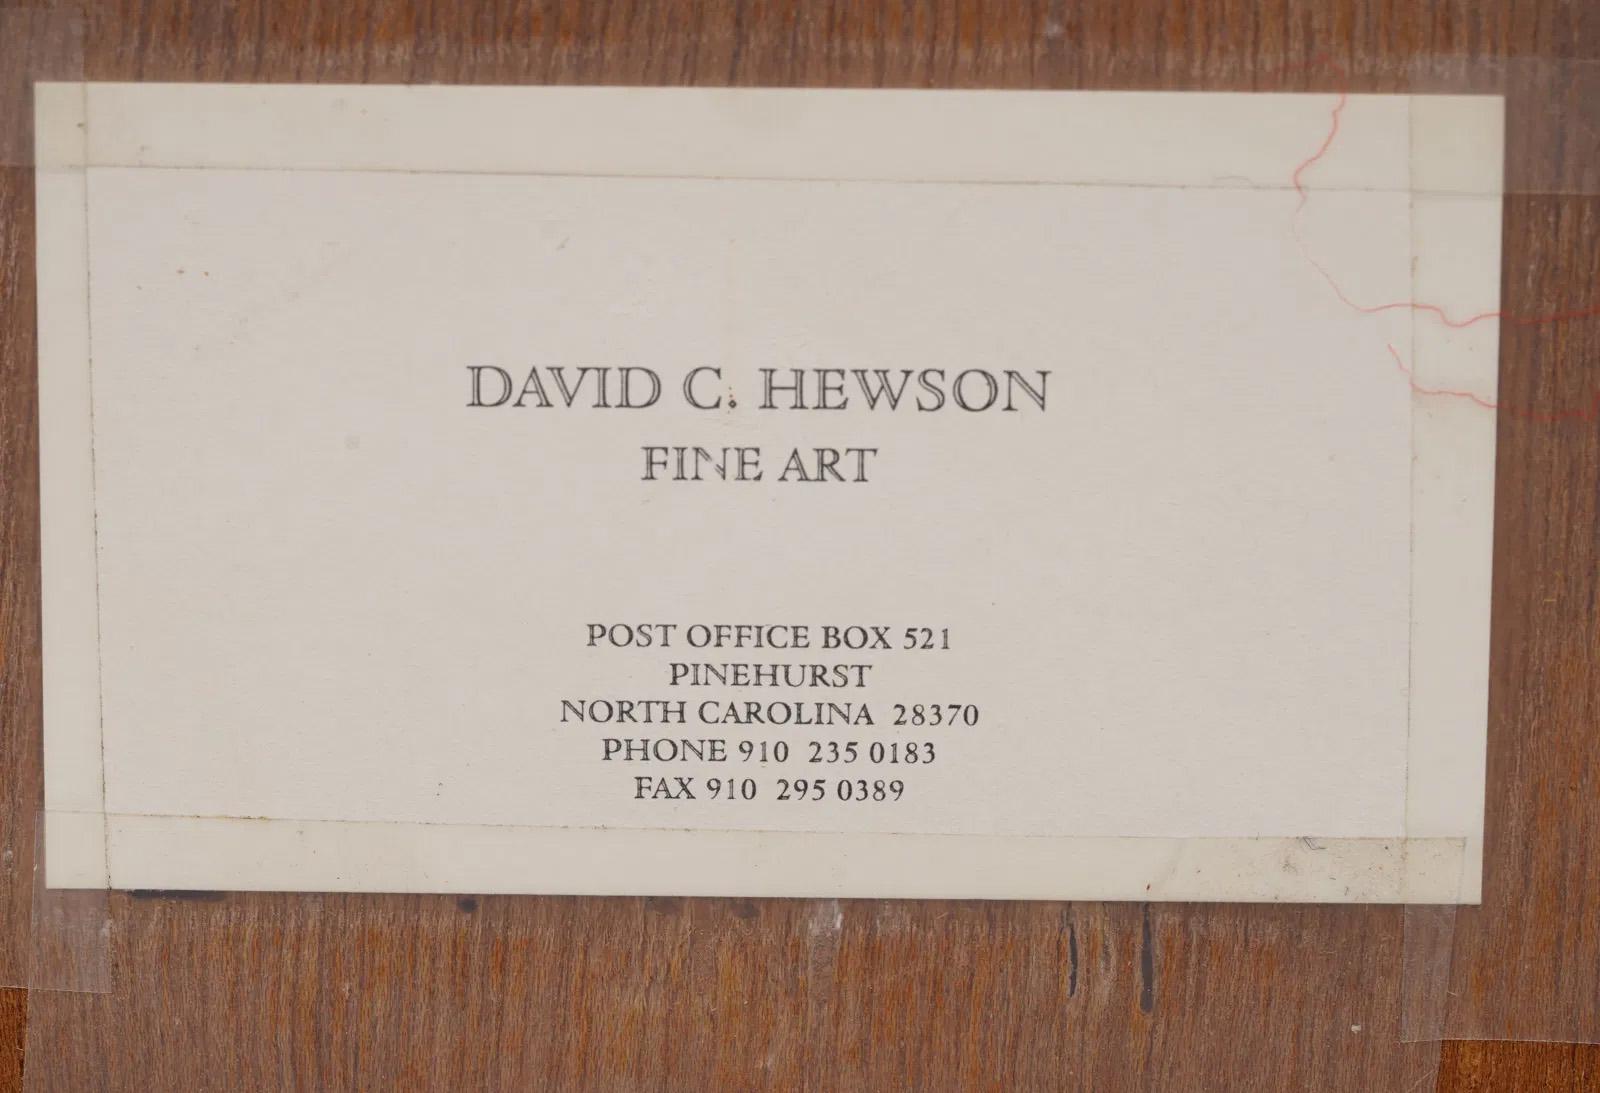 DAVID C. HEWSON
FINE ART
POST OFFICE BOX 521
PINEHURST
NORTH CAROLINA 28370
PHONE 910 235 0183
FAX 910 295 0389